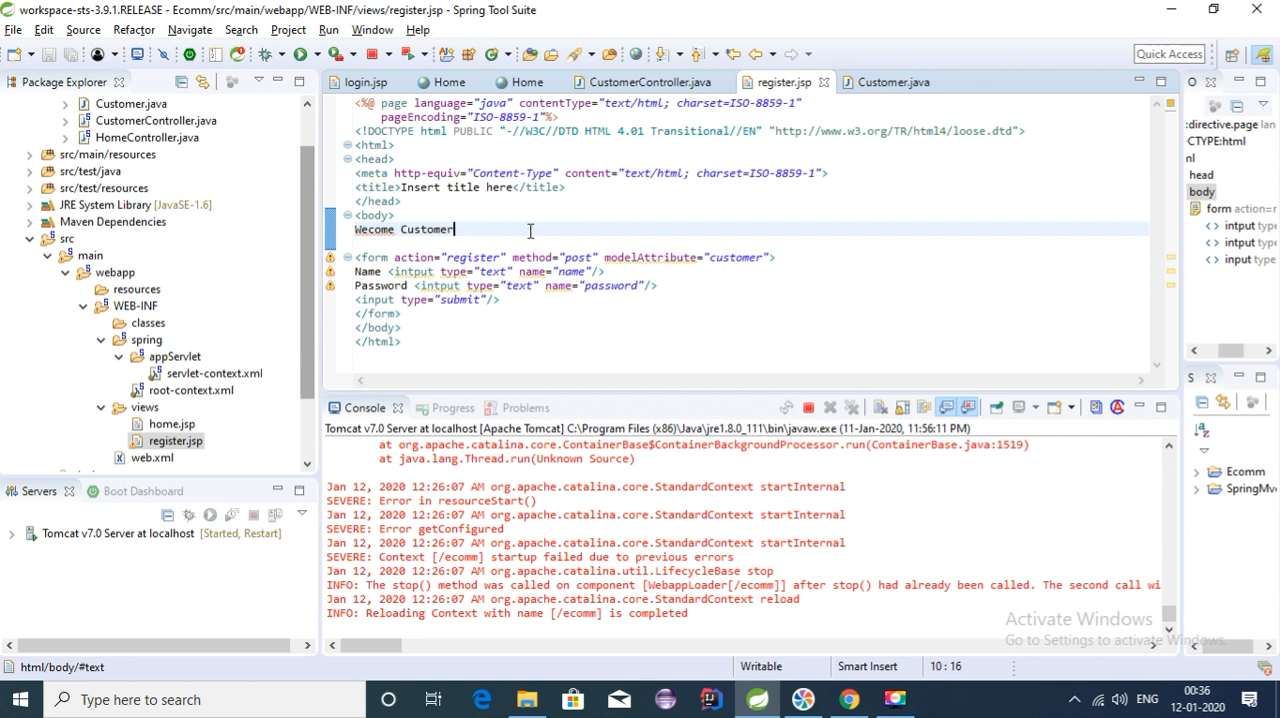 workspace-sts-3.9.1.RELEASE - Ecomm/src/main/webapp/WEB-INF/views/register.jsp - Spring Tool Suite
File Edit Source Refactor Navigate Search Project Run Window Help
Quick Access
Package Explorer
login.jsp Home Home CustomerController.java register.jsp Customer.java
Customer.java
CustomerController.java
HomeController.java
src/main/resources
src/test/java
src/test/resources
JRE System Library [JavaSE-1.6]
Maven Dependencies
src
main
webapp
resources
WEB-INF
classes
spring
appServlet
servlet-context.xml
root-context.xml
views
home.jsp
register.jsp
web.xml
<%@ page language="java" contentType="text/html; charset=ISO-8859-1"
pageEncoding="ISO-8859-1"%>
<!DOCTYPE html PUBLIC "-//W3C//DTD HTML 4.01 Transitional//EN" "http://www.w3.org/TR/html4/loose.dtd">
<html>
<head>
<meta http-equiv="Content-Type" content="text/html; charset=ISO-8859-1">
<title>Insert title here</title>
</head>
<body>
Wecome Customer
<form action="register" method="post" modelAttribute="customer">
Name <intput type="text" name="name"/>
Password <intput type="text" name="password"/>
<input type="submit"/>
</form>
</body>
</html>
O
:directive.page lan
CTYPE:html
ml
head
body
form action=r
intput type
intput type
input type=
S
Ecomm
SpringMv
Servers Boot Dashboard
Tomcat v7.0 Server at localhost [Started, Restart]
Console Progress Problems
Tomcat v7.0 Server at localhost [Apache Tomcat] C:\Program Files (x86)\Java\jre1.8.0_111\bin\javaw.exe (11-Jan-2020, 11:56:11 PM)
at org.apache.catalina.core.ContainerBase$ContainerBackgroundProcessor.run(ContainerBase.java:1519)
at java.lang.Thread.run(Unknown Source)
Jan 12, 2020 12:26:07 AM org.apache.catalina.core.StandardContext startInternal
SEVERE: Error in resourceStart()
Jan 12, 2020 12:26:07 AM org.apache.catalina.core.StandardContext startInternal
SEVERE: Error getConfigured
Jan 12, 2020 12:26:07 AM org.apache.catalina.core.StandardContext startInternal
SEVERE: Context [/ecomm] startup failed due to previous errors
Jan 12, 2020 12:26:07 AM org.apache.catalina.util.LifecycleBase stop
INFO: The stop() method was called on component [WebappLoader[/ecomm]] after stop() had already been called. The second call wi
Jan 12, 2020 12:26:07 AM org.apache.catalina.core.StandardContext reload
INFO: Reloading Context with name [/ecomm] is completed
Activate Windows
Go to Settings to activate Windows.
html/body/#text Writable Smart Insert 10 : 16
Type here to search
ENG
00:36
12-01-2020